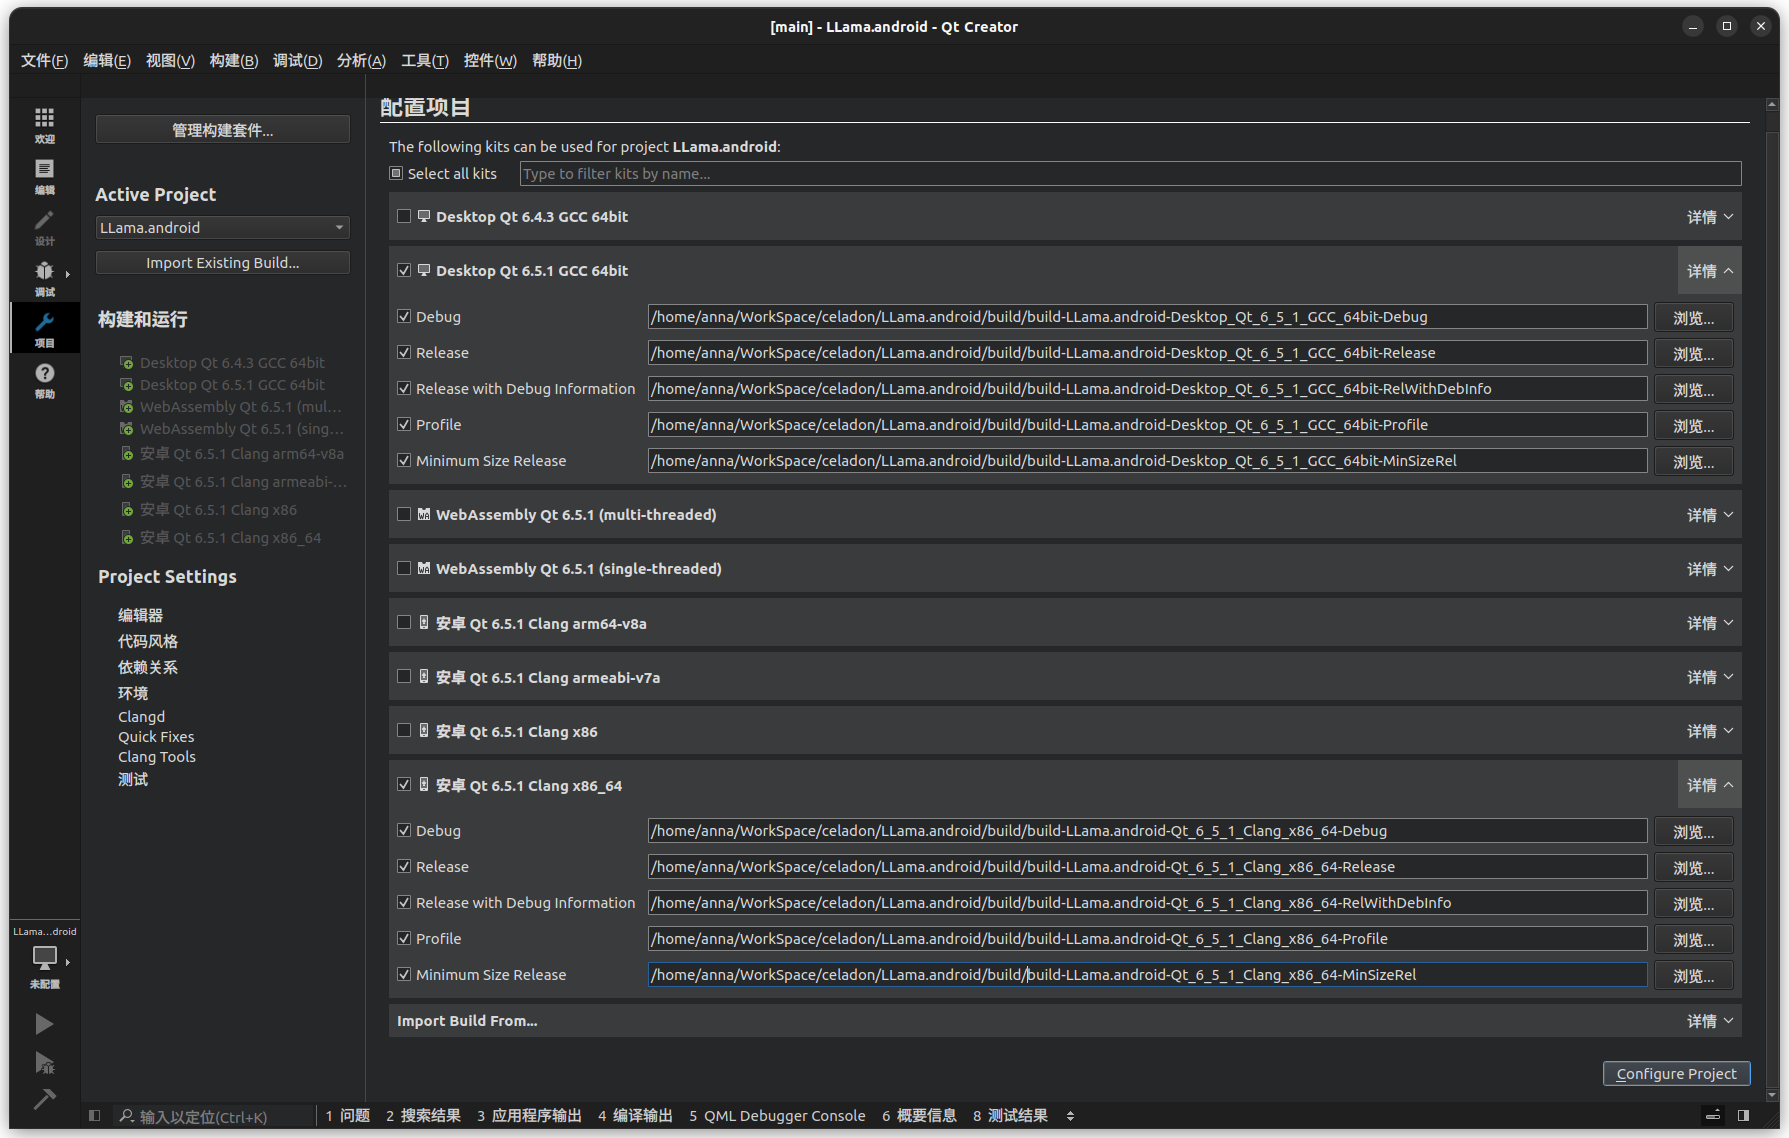 [main] - LLama.android - Qt Creator
文件(F) 编辑(E) 视图(V) 构建(B) 调试(D) 分析(A) 工具(T) 控件(W) 帮助(H)
欢迎
编辑
设计
调试
项目
帮助
LLama...droid
未配置
管理构建套件...
Active Project
LLama.android
Import Existing Build...
构建和运行
Desktop Qt 6.4.3 GCC 64bit
Desktop Qt 6.5.1 GCC 64bit
WebAssembly Qt 6.5.1 (mul...
WebAssembly Qt 6.5.1 (sing...
安卓 Qt 6.5.1 Clang arm64-v8a
安卓 Qt 6.5.1 Clang armeabi-...
安卓 Qt 6.5.1 Clang x86
安卓 Qt 6.5.1 Clang x86_64
Project Settings
编辑器
代码风格
依赖关系
环境
Clangd
Quick Fixes
Clang Tools
测试
配置项目
The following kits can be used for project LLama.android:
Select all kits Type to filter kits by name...
Desktop Qt 6.4.3 GCC 64bit 详情
Desktop Qt 6.5.1 GCC 64bit 详情
Debug /home/anna/WorkSpace/celadon/LLama.android/build/build-LLama.android-Desktop_Qt_6_5_1_GCC_64bit-Debug 浏览...
Release /home/anna/WorkSpace/celadon/LLama.android/build/build-LLama.android-Desktop_Qt_6_5_1_GCC_64bit-Release 浏览...
Release with Debug Information /home/anna/WorkSpace/celadon/LLama.android/build/build-LLama.android-Desktop_Qt_6_5_1_GCC_64bit-RelWithDebInfo 浏览...
Profile /home/anna/WorkSpace/celadon/LLama.android/build/build-LLama.android-Desktop_Qt_6_5_1_GCC_64bit-Profile 浏览...
Minimum Size Release /home/anna/WorkSpace/celadon/LLama.android/build/build-LLama.android-Desktop_Qt_6_5_1_GCC_64bit-MinSizeRel 浏览...
WebAssembly Qt 6.5.1 (multi-threaded) 详情
WebAssembly Qt 6.5.1 (single-threaded) 详情
安卓 Qt 6.5.1 Clang arm64-v8a 详情
安卓 Qt 6.5.1 Clang armeabi-v7a 详情
安卓 Qt 6.5.1 Clang x86 详情
安卓 Qt 6.5.1 Clang x86_64 详情
Debug /home/anna/WorkSpace/celadon/LLama.android/build/build-LLama.android-Qt_6_5_1_Clang_x86_64-Debug 浏览...
Release /home/anna/WorkSpace/celadon/LLama.android/build/build-LLama.android-Qt_6_5_1_Clang_x86_64-Release 浏览...
Release with Debug Information /home/anna/WorkSpace/celadon/LLama.android/build/build-LLama.android-Qt_6_5_1_Clang_x86_64-RelWithDebInfo 浏览...
Profile /home/anna/WorkSpace/celadon/LLama.android/build/build-LLama.android-Qt_6_5_1_Clang_x86_64-Profile 浏览...
Minimum Size Release /home/anna/WorkSpace/celadon/LLama.android/build/build-LLama.android-Qt_6_5_1_Clang_x86_64-MinSizeRel 浏览...
Import Build From... 详情
Configure Project
输入以定位(Ctrl+K) 1 问题 2 搜索结果 3 应用程序输出 4 编译输出 5 QML Debugger Console 6 概要信息 8 测试结果